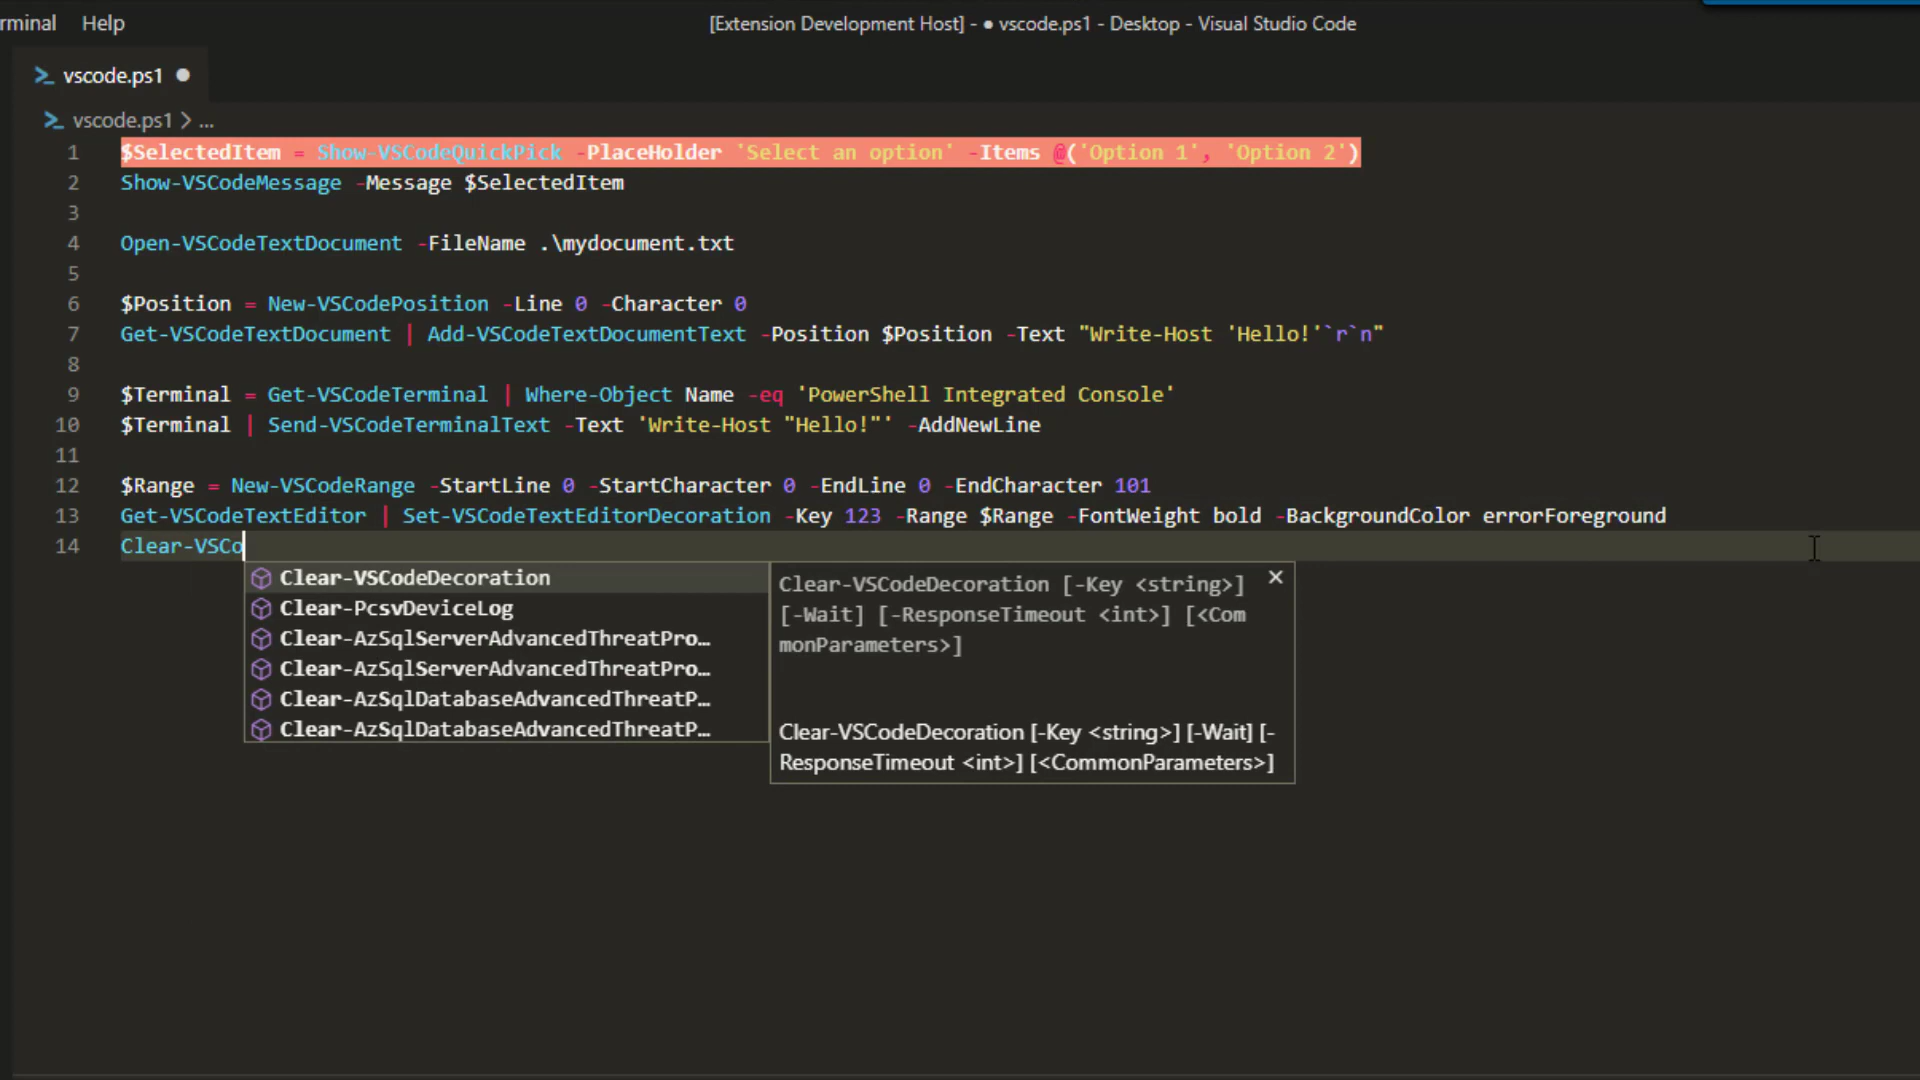 rminal Help
[Extension Development Host] - ● vscode.ps1 - Desktop - Visual Studio Code
vscode.ps1 ●
vscode.ps1 > ...
1 $SelectedItem = Show-VSCodeQuickPick -PlaceHolder 'Select an option' -Items @('Option 1', 'Option 2')
2 Show-VSCodeMessage -Message $SelectedItem
3
4 Open-VSCodeTextDocument -FileName .\mydocument.txt
5
6 $Position = New-VSCodePosition -Line 0 -Character 0
7 Get-VSCodeTextDocument | Add-VSCodeTextDocumentText -Position $Position -Text "Write-Host 'Hello!'`r`n"
8
9 $Terminal = Get-VSCodeTerminal | Where-Object Name -eq 'PowerShell Integrated Console'
10 $Terminal | Send-VSCodeTerminalText -Text 'Write-Host "Hello!"' -AddNewLine
11
12 $Range = New-VSCodeRange -StartLine 0 -StartCharacter 0 -EndLine 0 -EndCharacter 101
13 Get-VSCodeTextEditor | Set-VSCodeTextEditorDecoration -Key 123 -Range $Range -FontWeight bold -BackgroundColor errorForeground
14 Clear-VSCo
Clear-VSCodeDecoration
Clear-PcsvDeviceLog
Clear-AzSqlServerAdvancedThreatPro...
Clear-AzSqlServerAdvancedThreatPro...
Clear-AzSqlDatabaseAdvancedThreatP...
Clear-AzSqlDatabaseAdvancedThreatP...
Clear-VSCodeDecoration [-Key <string>]
[-Wait] [-ResponseTimeout <int>] [<Com
monParameters>]
Clear-VSCodeDecoration [-Key <string>] [-Wait] [-
ResponseTimeout <int>] [<CommonParameters>]